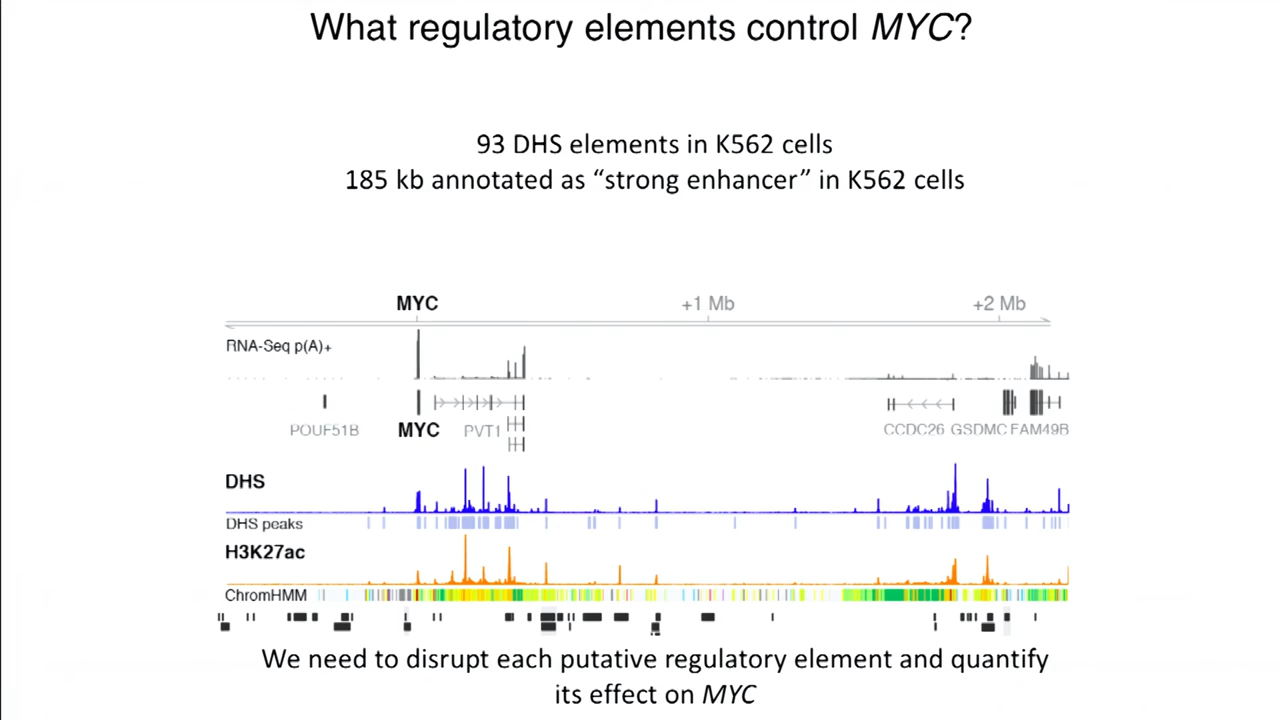 What regulatory elements control MYC?
93 DHS elements in K562 cells
185 kb annotated as “strong enhancer” in K562 cells
MYC +1 Mb +2 Mb
RNA-Seq p(A)+
POUF51B MYC PVT1 CCDC26 GSDMC FAM49B
DHS
DHS peaks
H3K27ac
ChromHMM
We need to disrupt each putative regulatory element and quantify
its effect on MYC